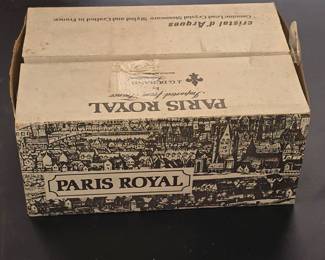 cristal d'Arques
Genuine Lead Crystal Stemware Styled and Crafted in France.
PARIS ROYAL
by
J.G. DURAND
Imported from France
PARIS ROYAL